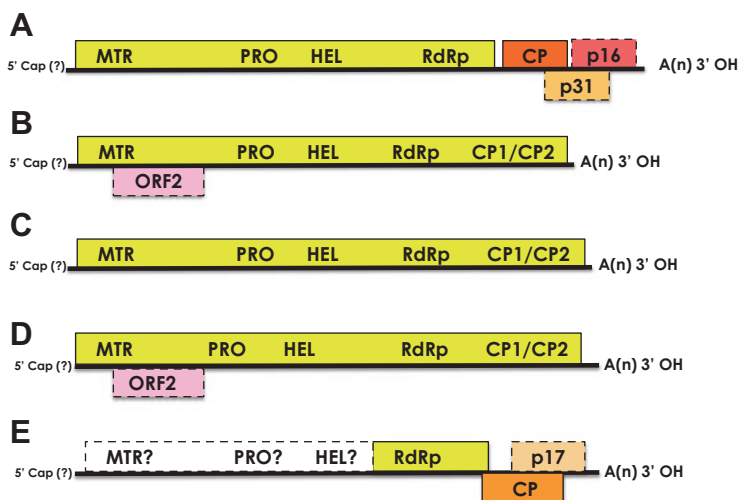 A
MTR PRO HEL RdRp CP p16
5' Cap (?) A(n) 3' OH
p31
B
MTR PRO HEL RdRp CP1/CP2
5' Cap (?) A(n) 3' OH
ORF2
C
MTR PRO HEL RdRp CP1/CP2
5' Cap (?) A(n) 3' OH
D
MTR PRO HEL RdRp CP1/CP2
5' Cap (?) A(n) 3' OH
ORF2
E
MTR? PRO? HEL? RdRp p17
5' Cap (?) A(n) 3' OH
CP